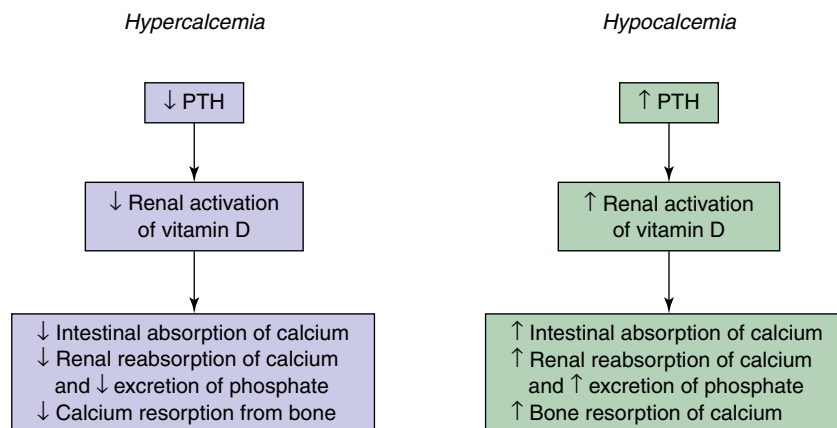 Hypercalcemia
↓ PTH
↓ Renal activation
of vitamin D
↓ Intestinal absorption of calcium
↓ Renal reabsorption of calcium
and ↓ excretion of phosphate
↓ Calcium resorption from bone
Hypocalcemia
↑ PTH
↑ Renal activation
of vitamin D
↑ Intestinal absorption of calcium
↑ Renal reabsorption of calcium
and ↑ excretion of phosphate
↑ Bone resorption of calcium